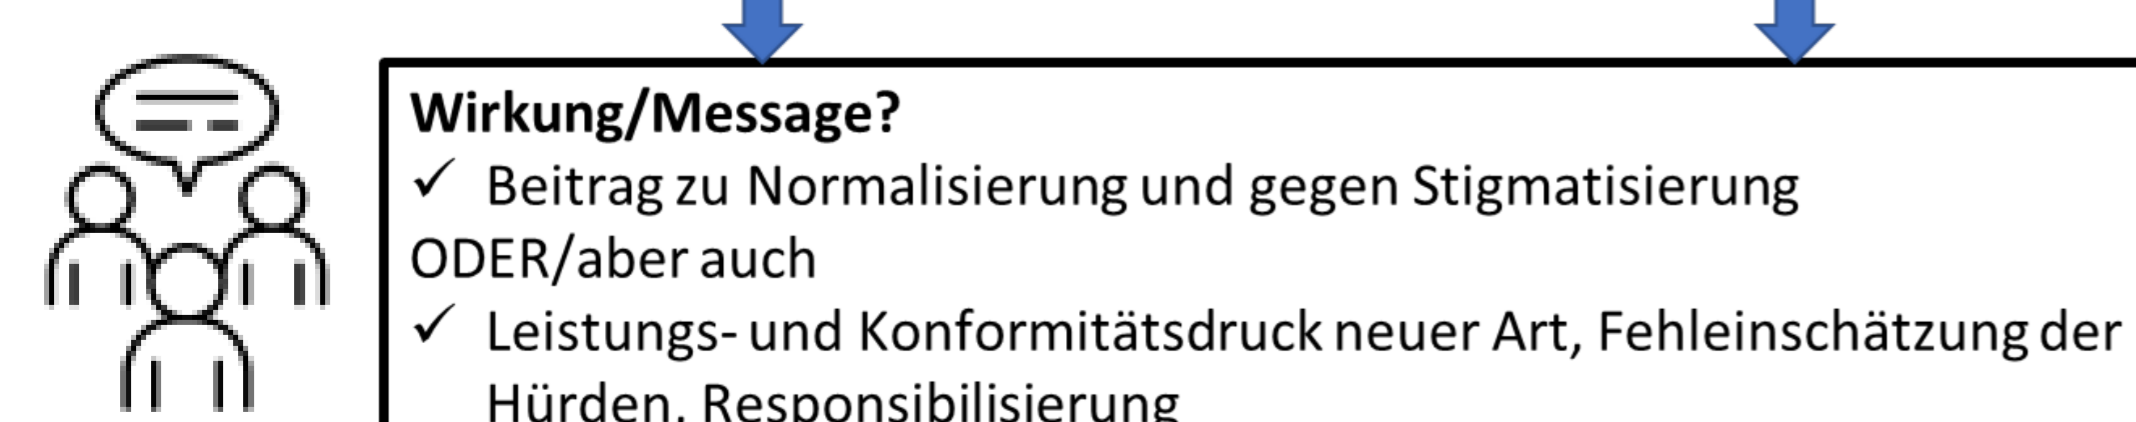 Wirkung/Message?
✓ Beitrag zu Normalisierung und gegen Stigmatisierung
ODER/aber auch
✓ Leistungs- und Konformitätsdruck neuer Art, Fehleinschätzung der
Hürden, Responsibilisierung